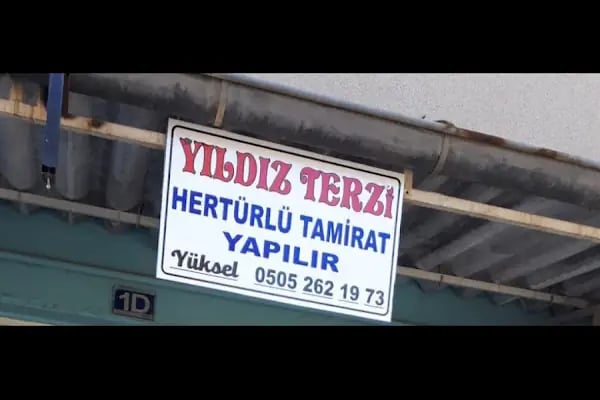 YILDIZ TERZİ
HERTÜRLÜ TAMİRAT
YAPILIR
Yüksel 0505 262 19 73
1D